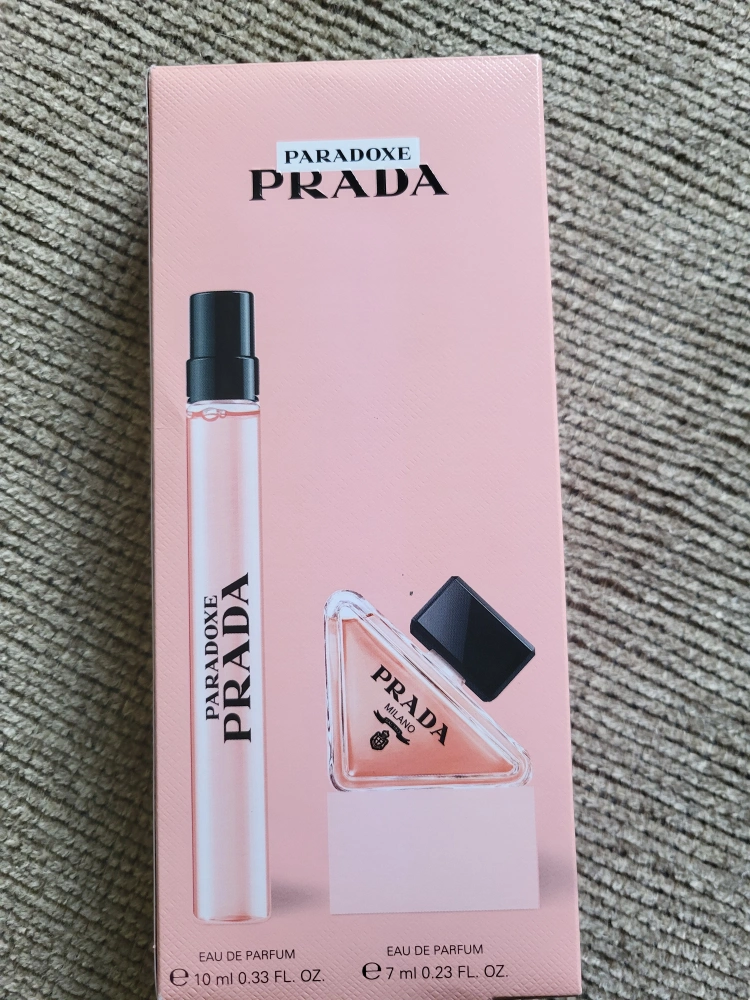 PARADOXE
PRADA
PARADOXE
PRADA
PRADA
MILANO
EAU DE PARFUM
℮ 10 ml 0.33 FL. OZ.
EAU DE PARFUM
℮ 7 ml 0.23 FL. OZ.